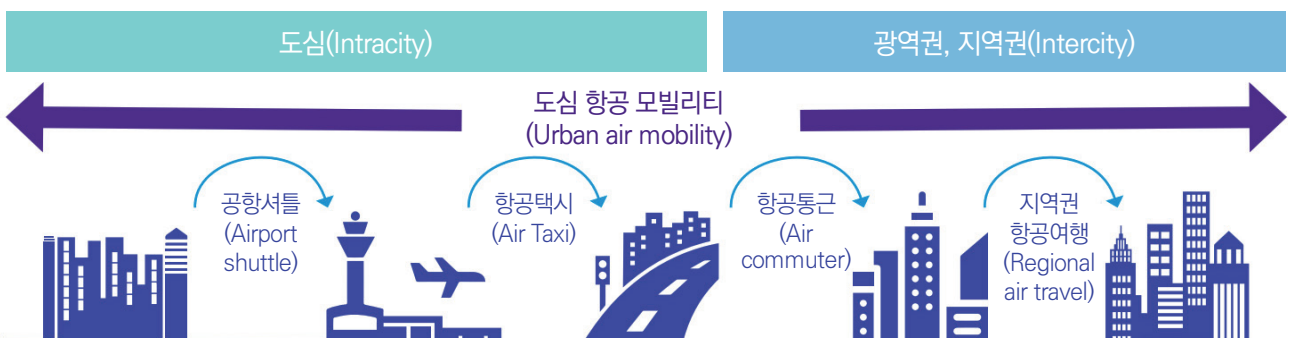 도심(Intracity)
광역권, 지역권(Intercity)
도심 항공 모빌리티
(Urban air mobility)
공항셔틀
(Airport
shuttle)
항공택시
(Air Taxi)
항공통근
(Air
commuter)
지역권
항공여행
(Regional
air travel)